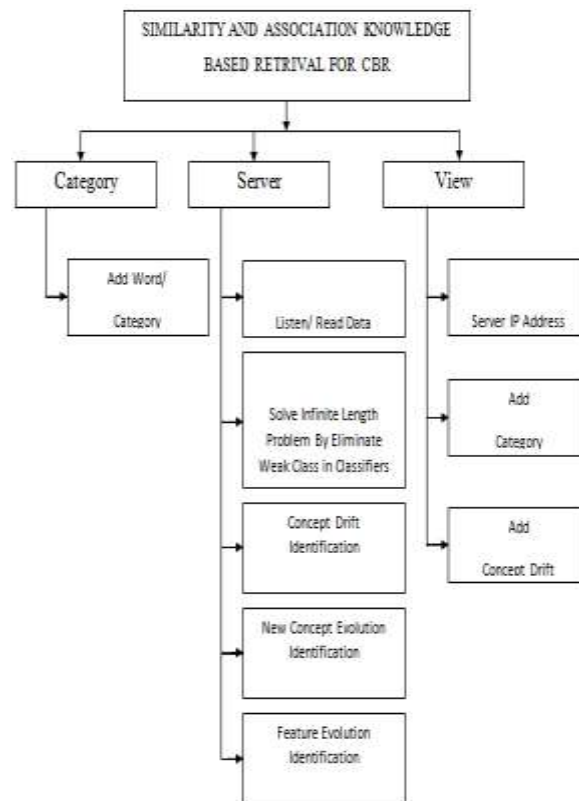 SIMILARITY AND ASSOCIATION KNOWLEDGE
BASED RETRIVAL FOR CBR
Category
Server
View
Add Word/
Category
Listen/ Read Data
Solve Infinite Length
Problem By Eliminate
Weak Class in Classifiers
Concept Drift
Identification
New Concept Evolution
Identification
Feature Evolution
Identification
Server IP Address
Add
Category
Add
Concept Drift